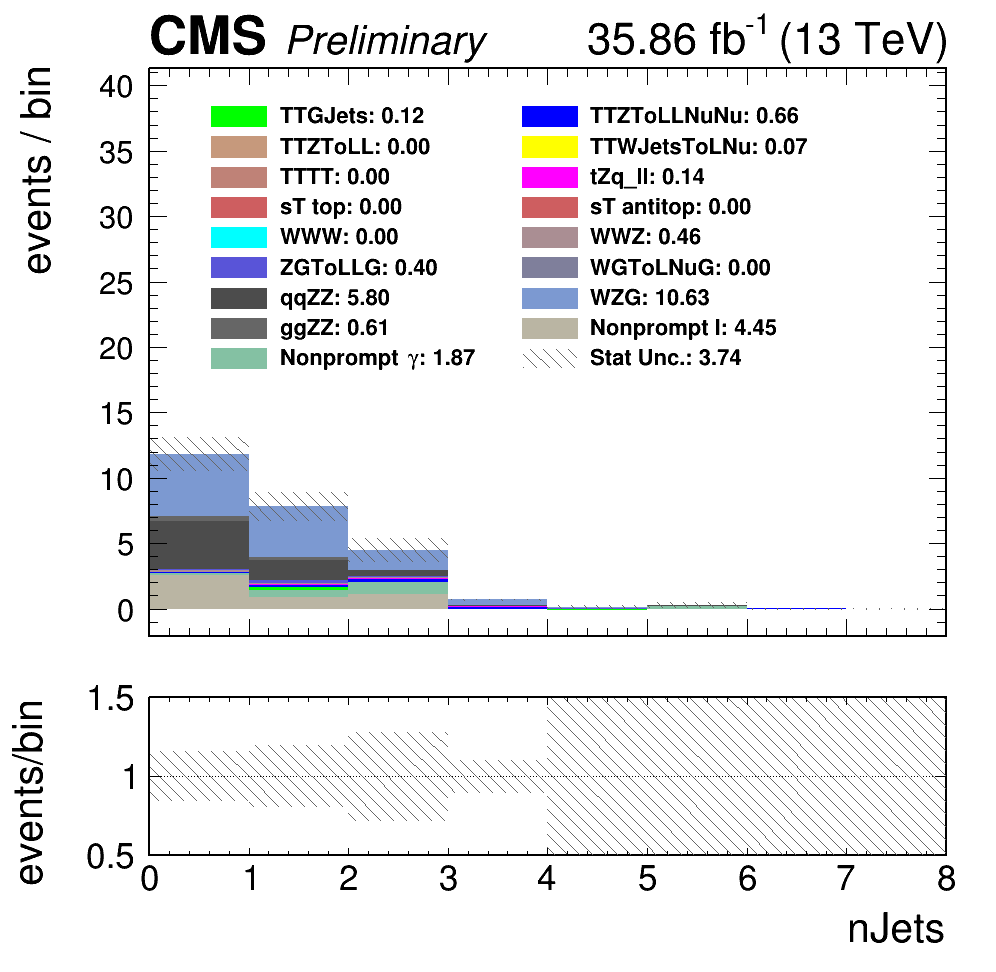 CMS Preliminary 35.86 fb-1 (13 TeV)
events / bin
40
35
30
25
20
15
10
5
0
TTGJets: 0.12
TTZToLLNuNu: 0.66
TTZToLL: 0.00
TTWJetsToLNu: 0.07
TTTT: 0.00
tZq_ll: 0.14
sT top: 0.00
sT antitop: 0.00
WWW: 0.00
WWZ: 0.46
ZGToLLG: 0.40
WGToLNuG: 0.00
qqZZ: 5.80
WZG: 10.63
ggZZ: 0.61
Nonprompt l: 4.45
Nonprompt γ: 1.87
Stat Unc.: 3.74
events/bin
1.5
1
0.5
0 1 2 3 4 5 6 7 8
nJets